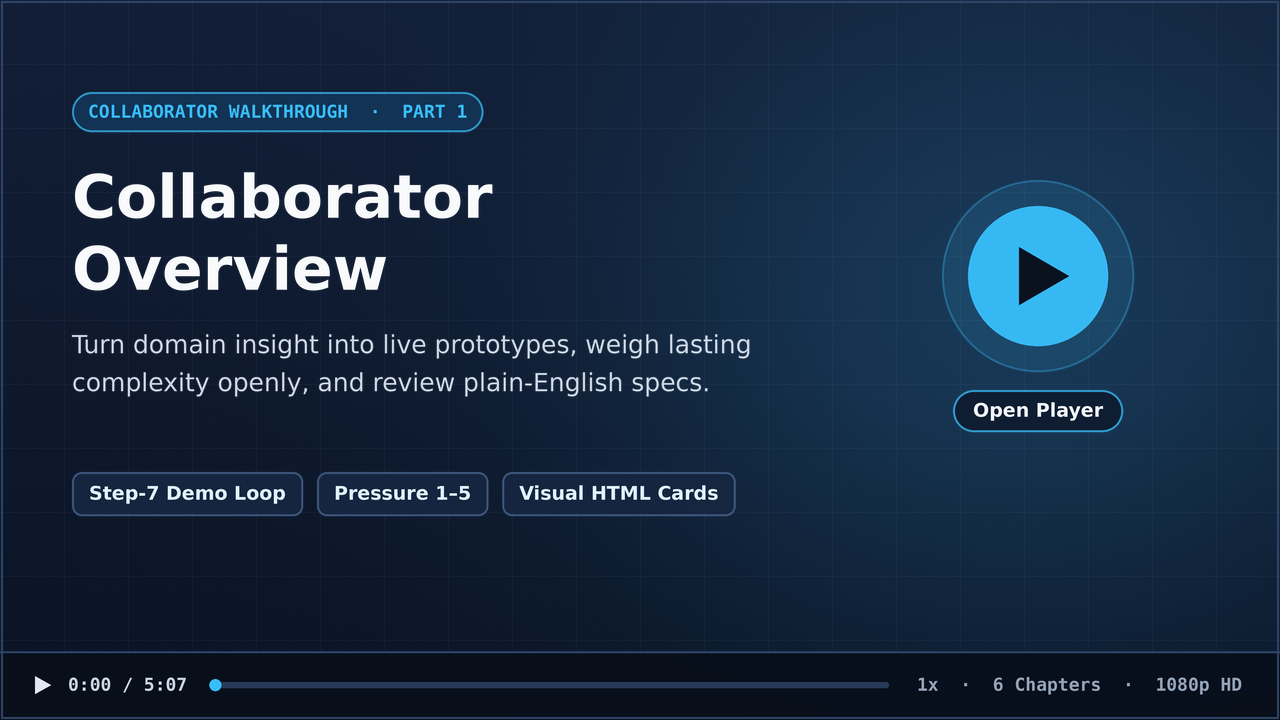 COLLABORATOR WALKTHROUGH · PART 1
Collaborator
Overview
Turn domain insight into live prototypes, weigh lasting
complexity openly, and review plain-English specs.
Open Player
Step-7 Demo Loop
Pressure 1–5
Visual HTML Cards
0:00 / 5:07
1x · 6 Chapters · 1080p HD